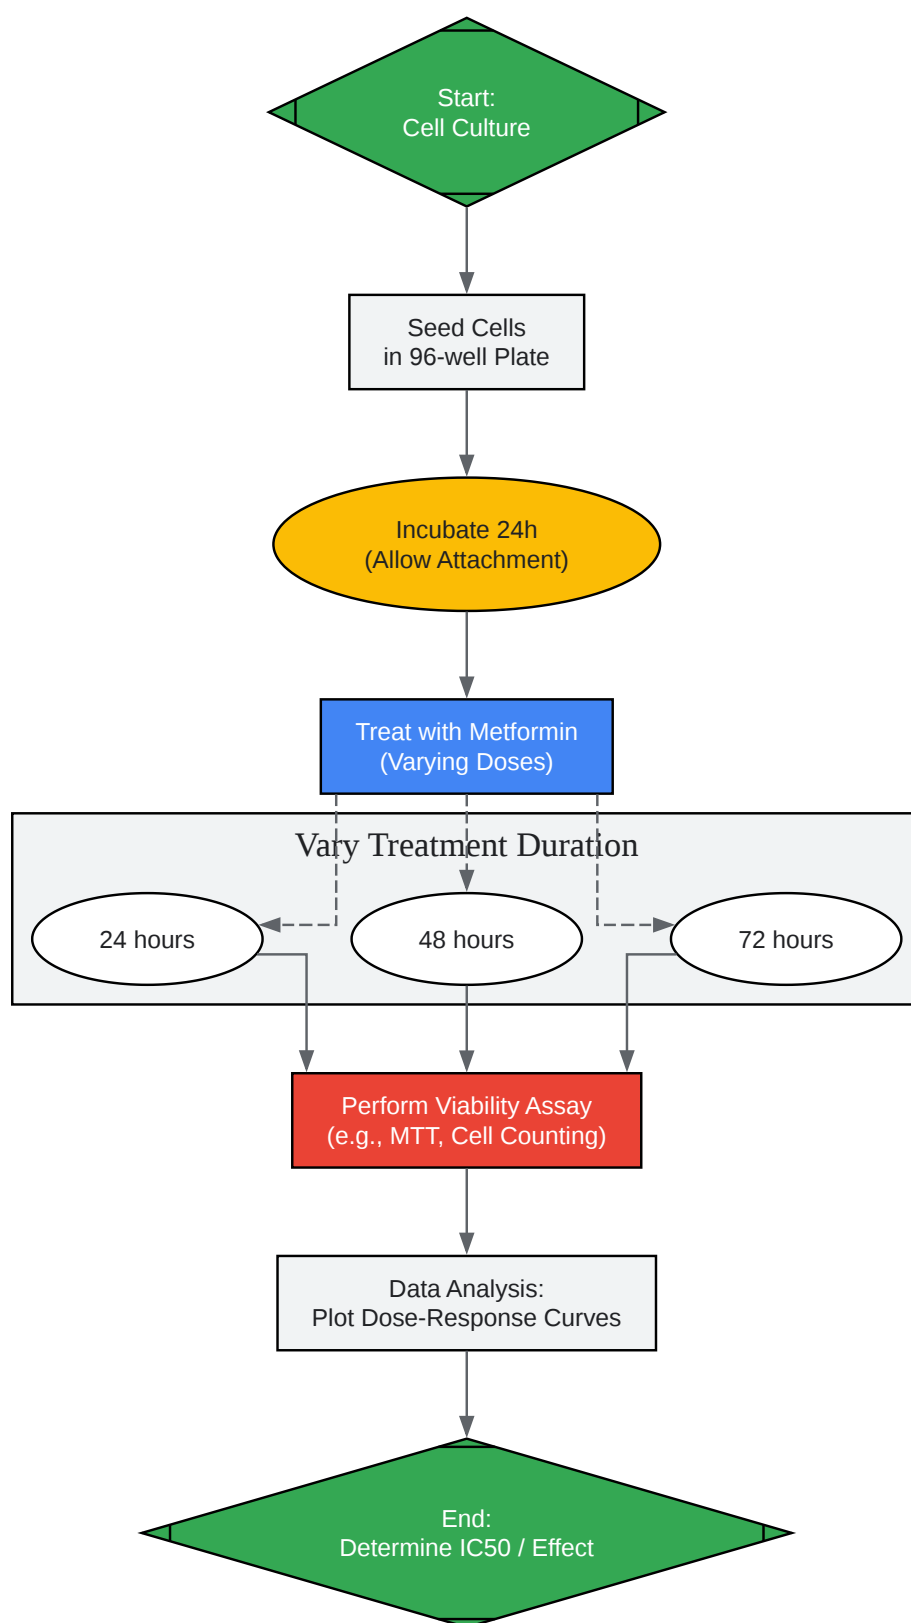 Start:
Cell Culture
Seed Cells
in 96-well Plate
Incubate 24h
(Allow Attachment)
Treat with Metformin
(Varying Doses)
Vary Treatment Duration
24 hours
48 hours
72 hours
Perform Viability Assay
(e.g., MTT, Cell Counting)
Data Analysis:
Plot Dose-Response Curves
End:
Determine IC50 / Effect